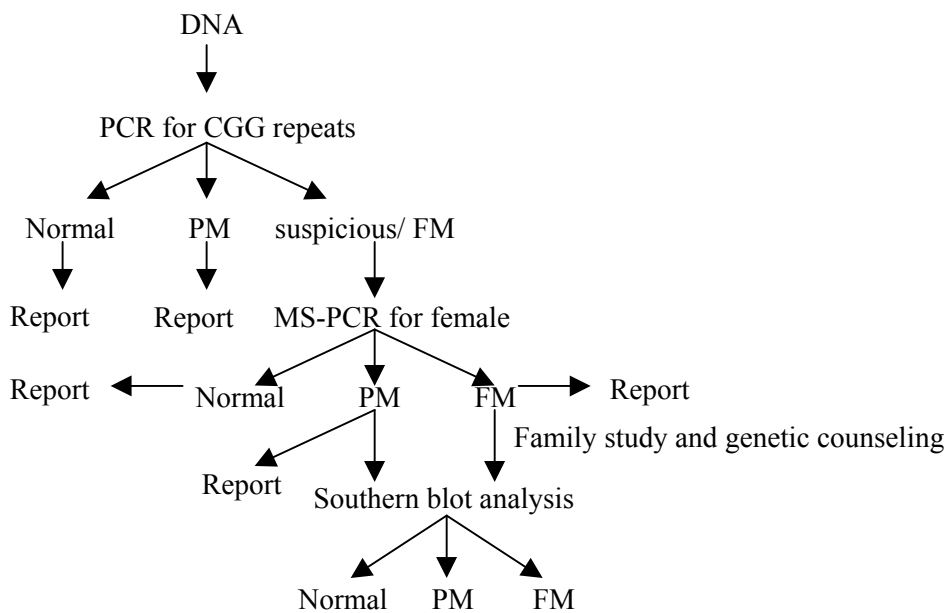 DNA
PCR for CGG repeats
Normal PM suspicious/ FM
Report Report MS-PCR for female
Report Normal PM FM Report
Family study and genetic counseling
Report
Southern blot analysis
Normal PM FM